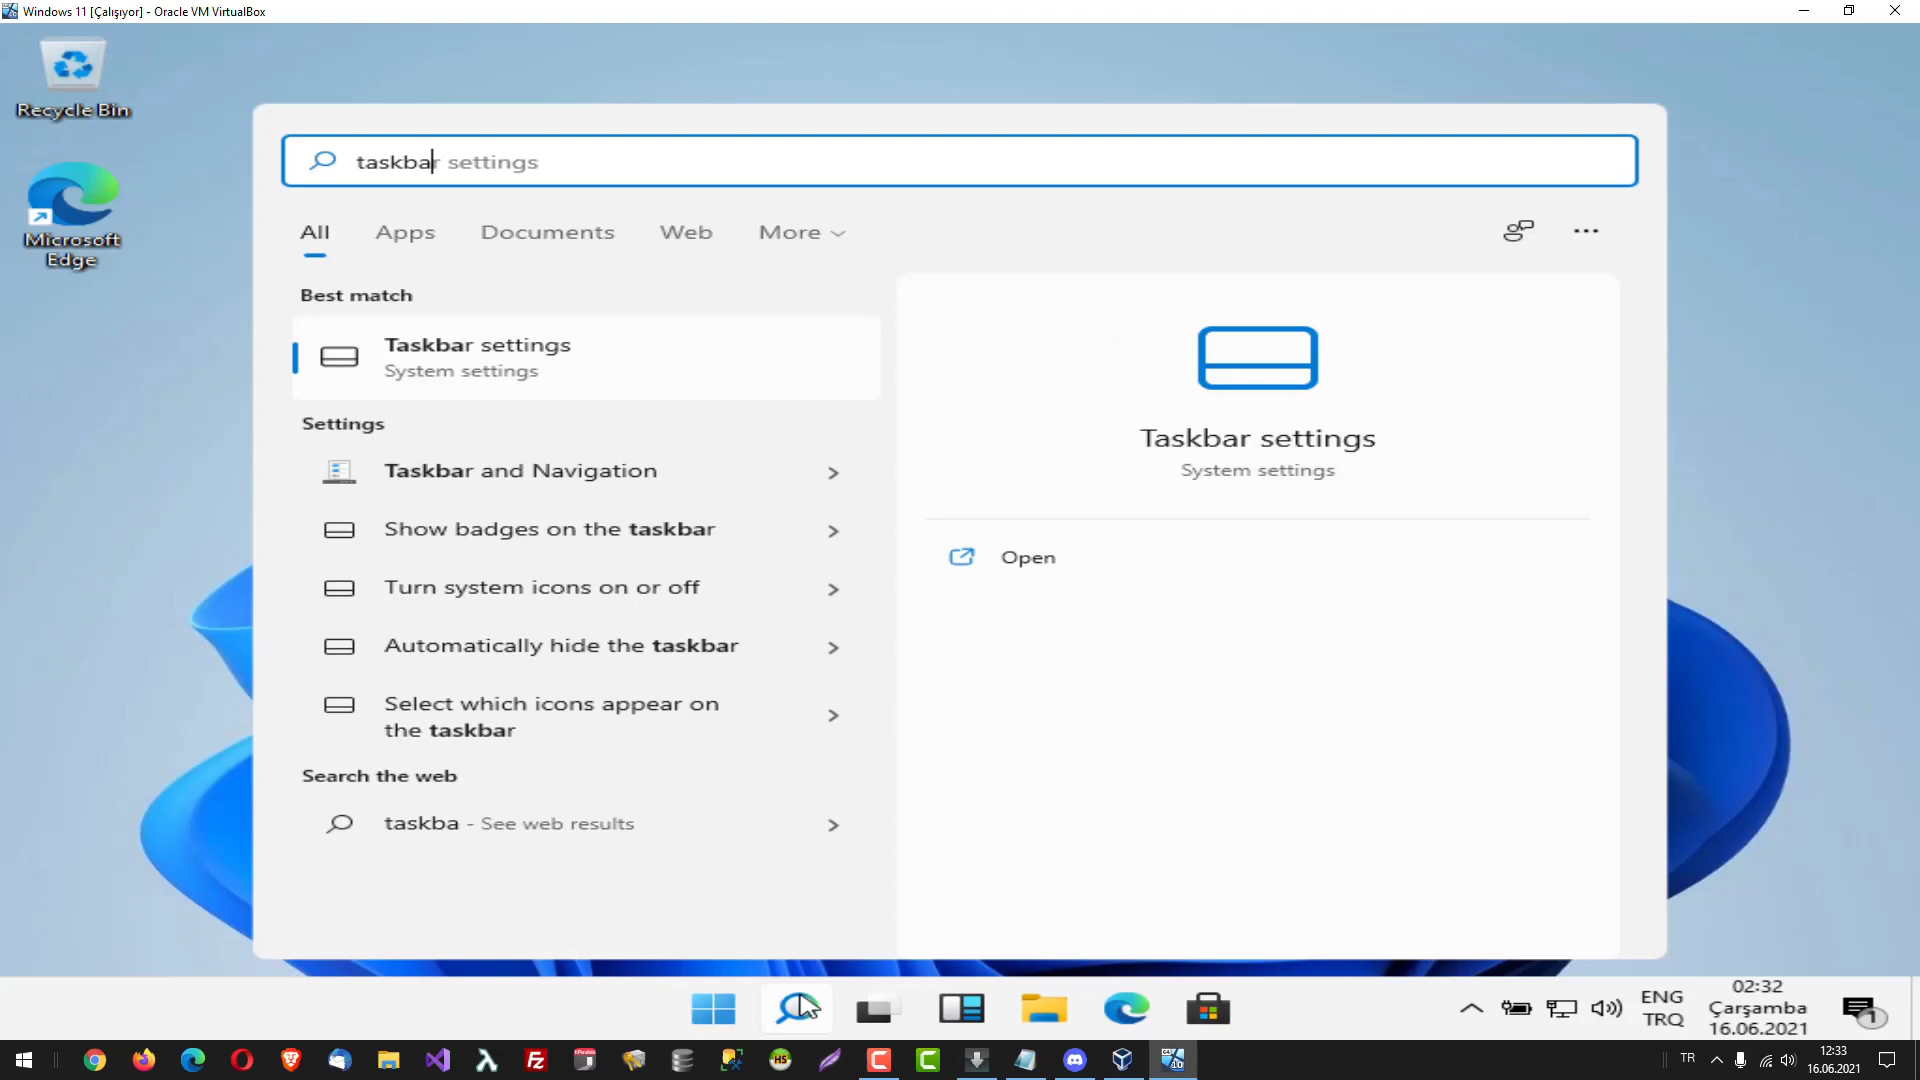 Windows 11 [Çalışıyor] - Oracle VM VirtualBox
Recycle Bin
Microsoft
Edge
taskbar settings
All
Apps
Documents
Web
More
Best match
Taskbar settings
System settings
Settings
Taskbar and Navigation
Show badges on the taskbar
Turn system icons on or off
Automatically hide the taskbar
Select which icons appear on
the taskbar
Search the web
taskba - See web results
Taskbar settings
System settings
Open
ENG
TRQ
02:32
Çarşamba
16.06.2021
1
TR
12:33
16.06.2021